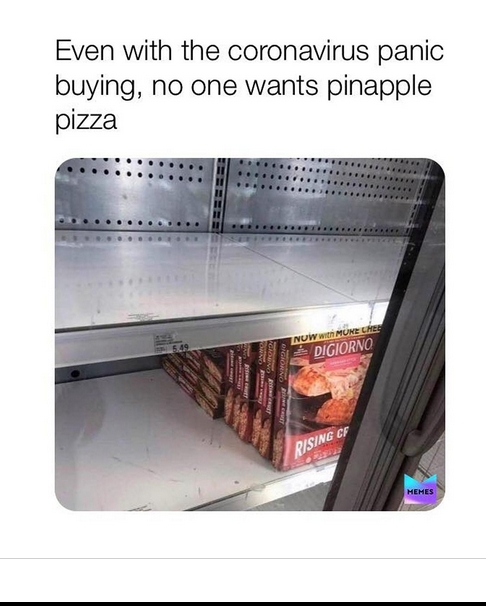 Even with the coronavirus panic
buying, no one wants pinapple
pizza
NOW with MORE CHEE
DIGIORNO
RISING CR
5.49
MEMES